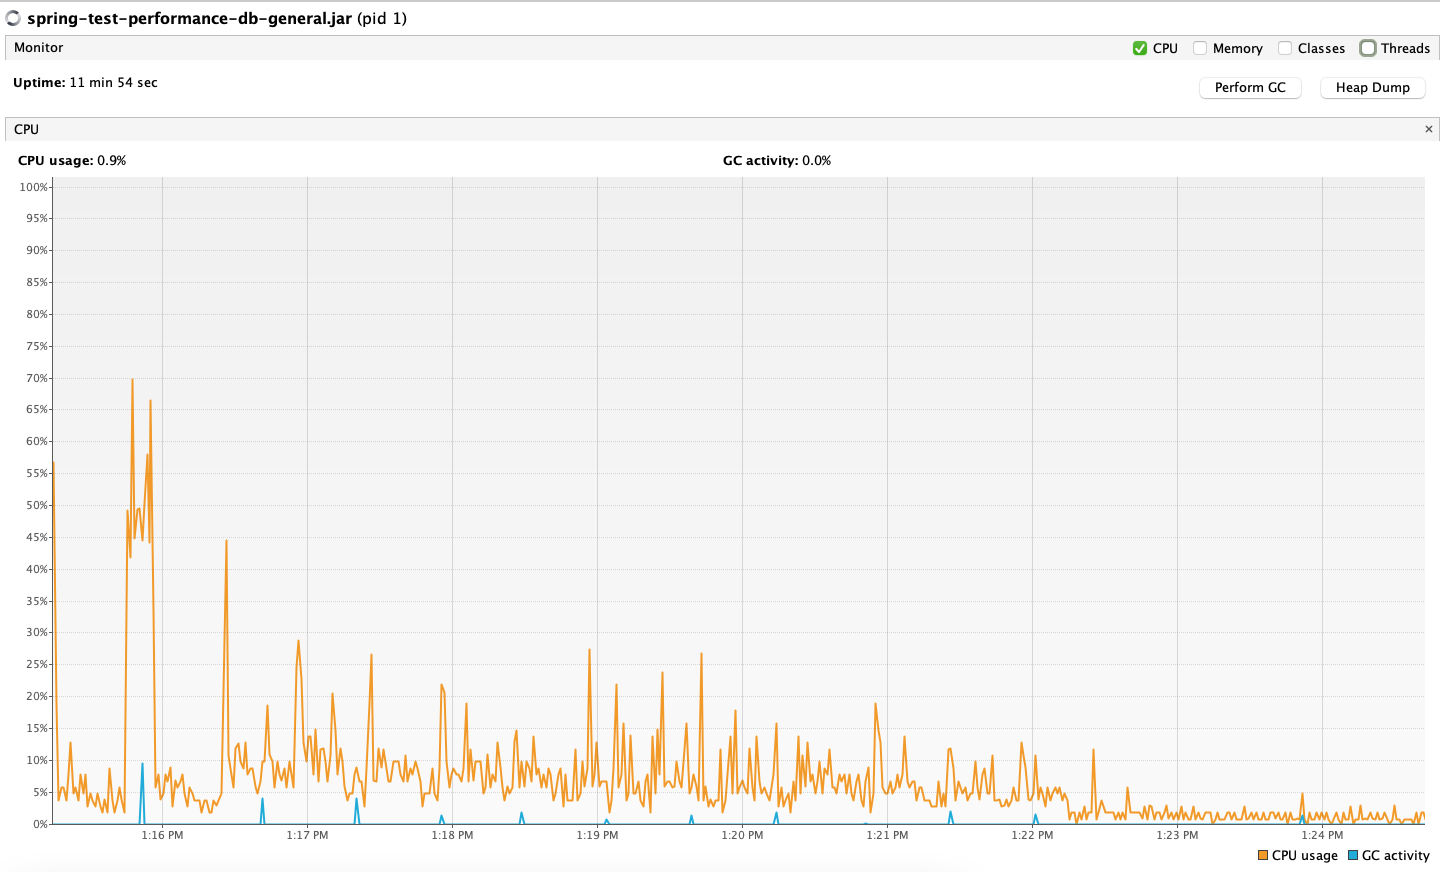 spring-test-performance-db-general.jar (pid 1)
Monitor
CPU Memory Classes Threads
Uptime: 11 min 54 sec
Perform GC Heap Dump
CPU ×
CPU usage: 0.9% GC activity: 0.0%
100%
95%
90%
85%
80%
75%
70%
65%
60%
55%
50%
45%
40%
35%
30%
25%
20%
15%
10%
5%
0%
1:16 PM 1:17 PM 1:18 PM 1:19 PM 1:20 PM 1:21 PM 1:22 PM 1:23 PM 1:24 PM
CPU usage GC activity